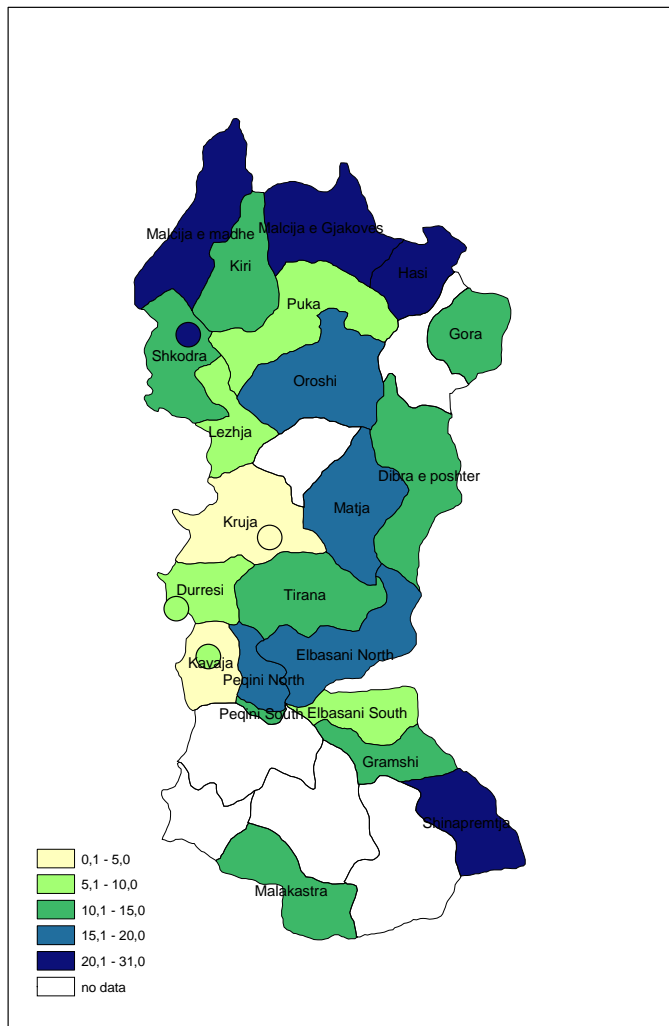 Malcija e madhe
Malcija e Gjakoves
Kiri
Hasi
Puka
Gora
Shkodra
Oroshi
Lezhja
Dibra e poshter
Matja
Kruja
Durresi
Tirana
Elbasani North
Kavaja
Peqini North
Peqini South
Elbasani South
Gramshi
Shinapremtja
Malakastra
0,1 - 5,0
5,1 - 10,0
10,1 - 15,0
15,1 - 20,0
20,1 - 31,0
no data